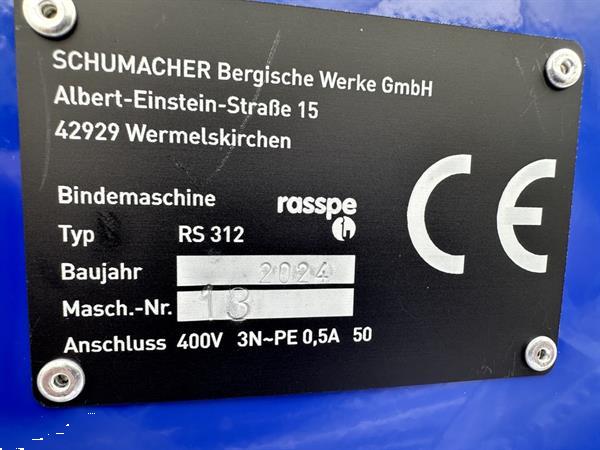 SCHUMACHER Bergische Werke GmbH
Albert-Einstein-Straße 15
42929 Wermelskirchen
Bindemaschine rasspe
Typ RS 312
Baujahr 2024
Masch.-Nr. 13
Anschluss 400V 3N~PE 0,5A 50
CE